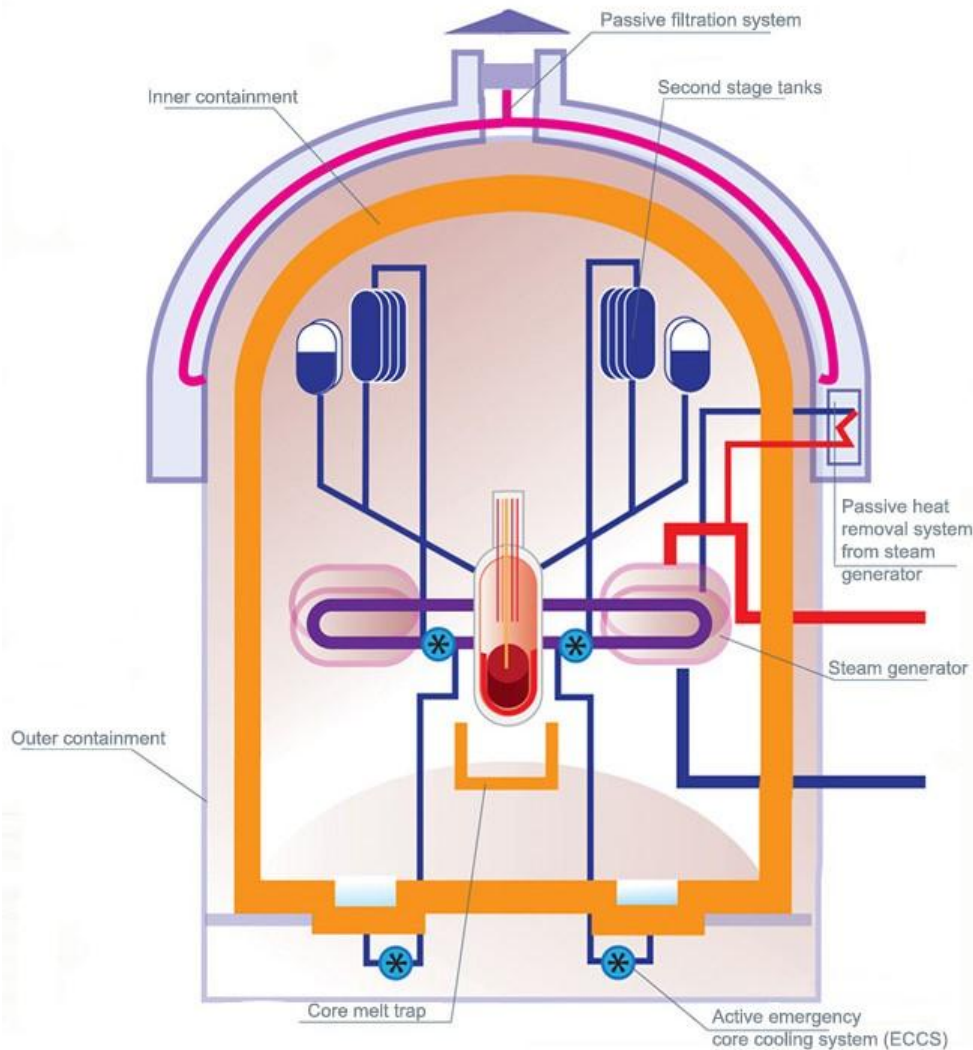 Passive filtration system
Inner containment
Second stage tanks
Passive heat
removal system
from steam
generator
Steam generator
Outer containment
Core melt trap
Active emergency
core cooling system (ECCS)